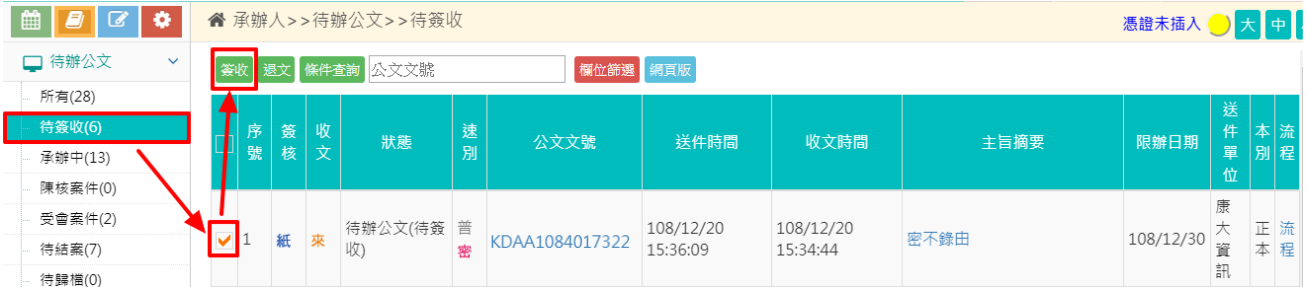 承辦人>>待辦公文>>待簽收
憑證未插入 大 中
待辦公文
所有(28)
待簽收(6)
承辦中(13)
陳核案件(0)
受會案件(2)
待結案(7)
待歸檔(0)
簽收 退文 條件查詢 公文文號 欄位篩選 網頁版
序號 簽核 收文 狀態 速別 公文文號 送件時間 收文時間 主旨摘要 限辦日期 送件單位 本別 流程
1 紙 來 待辦公文(待簽收) 普密 KDAA1084017322 108/12/20 15:36:09 108/12/20 15:34:44 密不錄由 108/12/30 康大資訊 正本 流程